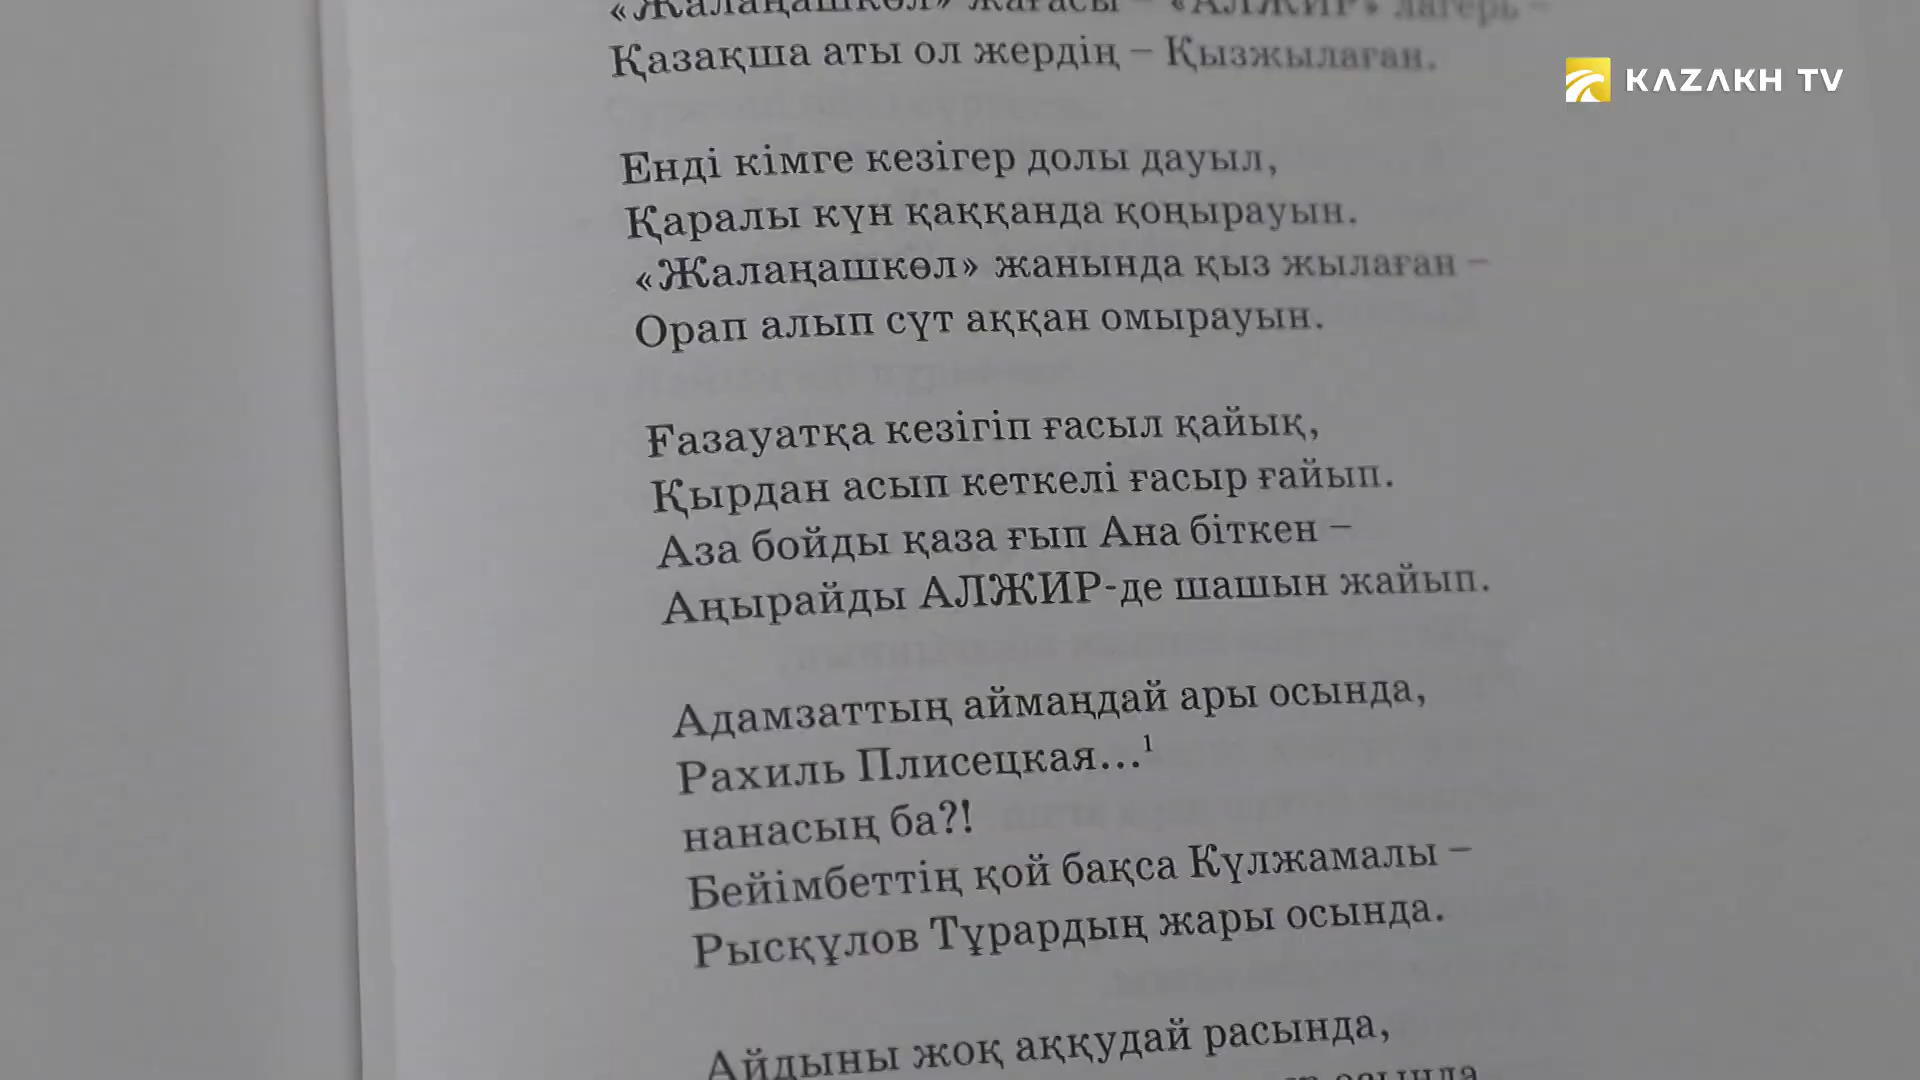 «Жалаңашкөл» жағасы – «АЛЖИР» лагерь –
Қазақша аты ол жердің – Қызжылаған.
KAZAKH TV
Енді кімге кезігер долы дауыл,
Қаралы күн қаққанда қоңырауын.
«Жалаңашкөл» жанында қыз жылаған –
Орап алып сүт аққан омырауын.
Ғазауатқа кезігіп ғасыл қайық,
Қырдан асып кеткелі ғасыр ғайып.
Аза бойды қаза ғып Ана біткен –
Аңырайды АЛЖИР-де шашын жайып.
Адамзаттың аймаңдай ары осында,
Рахиль Плисецкая...¹
нанасың ба?!
Бейімбеттің қой бақса Күлжамалы –
Рысқұлов Тұрардың жары осында.
Айдыны жоқ аққудай расында,
осында